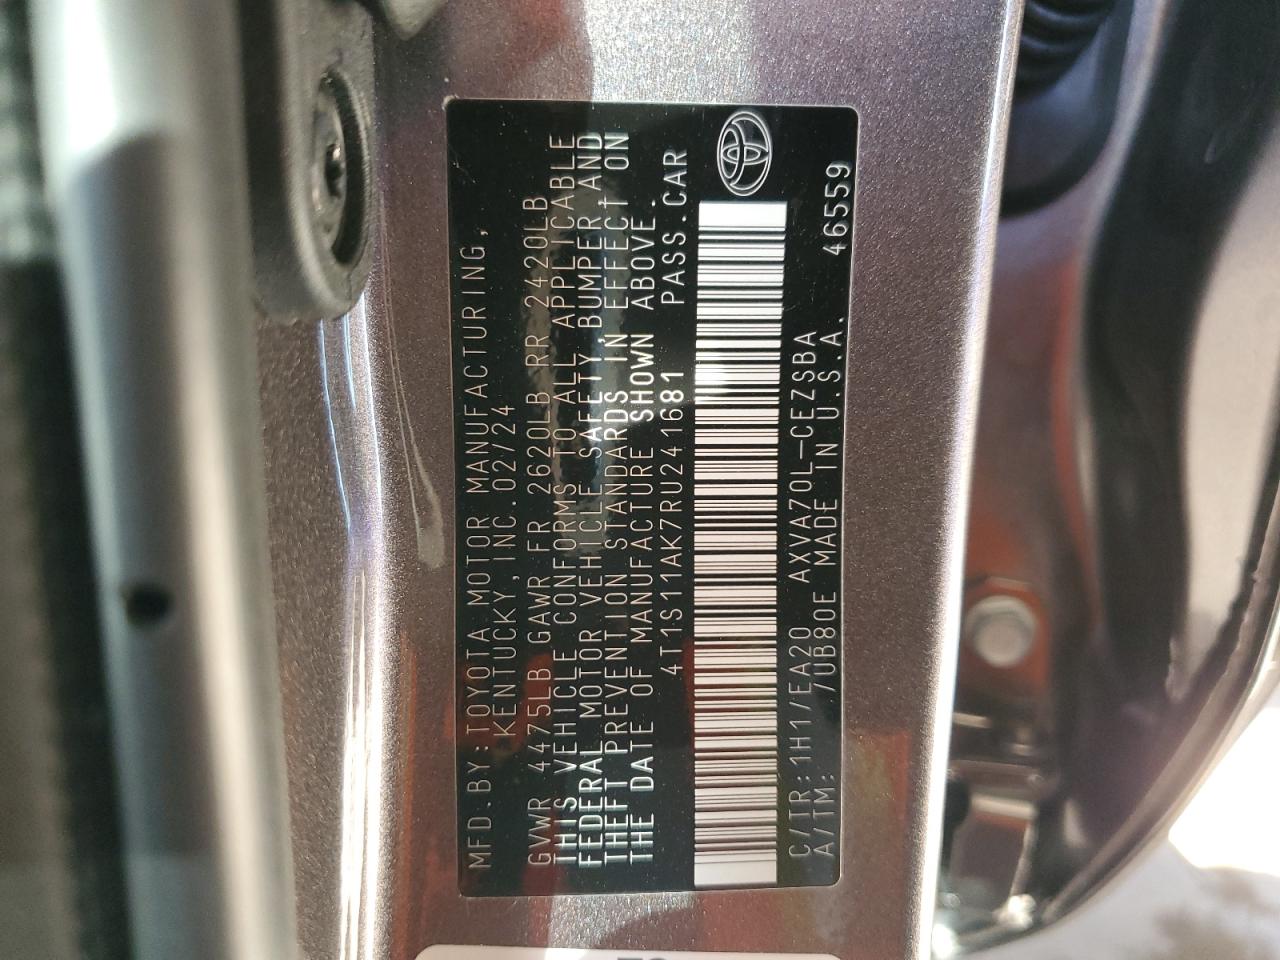 MFD.BY:TOYOTA MOTOR MANUFACTURING,
KENTUCKY,INC.02/24
GVWR 4475LB GAWR FR 2620LB RR 2420LB
THIS VEHICLE CONFORMS TO ALL APPLICABLE
FEDERAL MOTOR VEHICLE SAFETY,BUMPER,AND
THEFT PREVENTION STANDARDS IN EFFECT ON
THE DATE OF MANUFACTURE SHOWN ABOVE.
4T1S11AK7RU241681 PASS.CAR
C/TR:1H1/EA20 AXVA70L-CEZSBA 46559
A/TM: /UB80E MADE IN U.S.A.